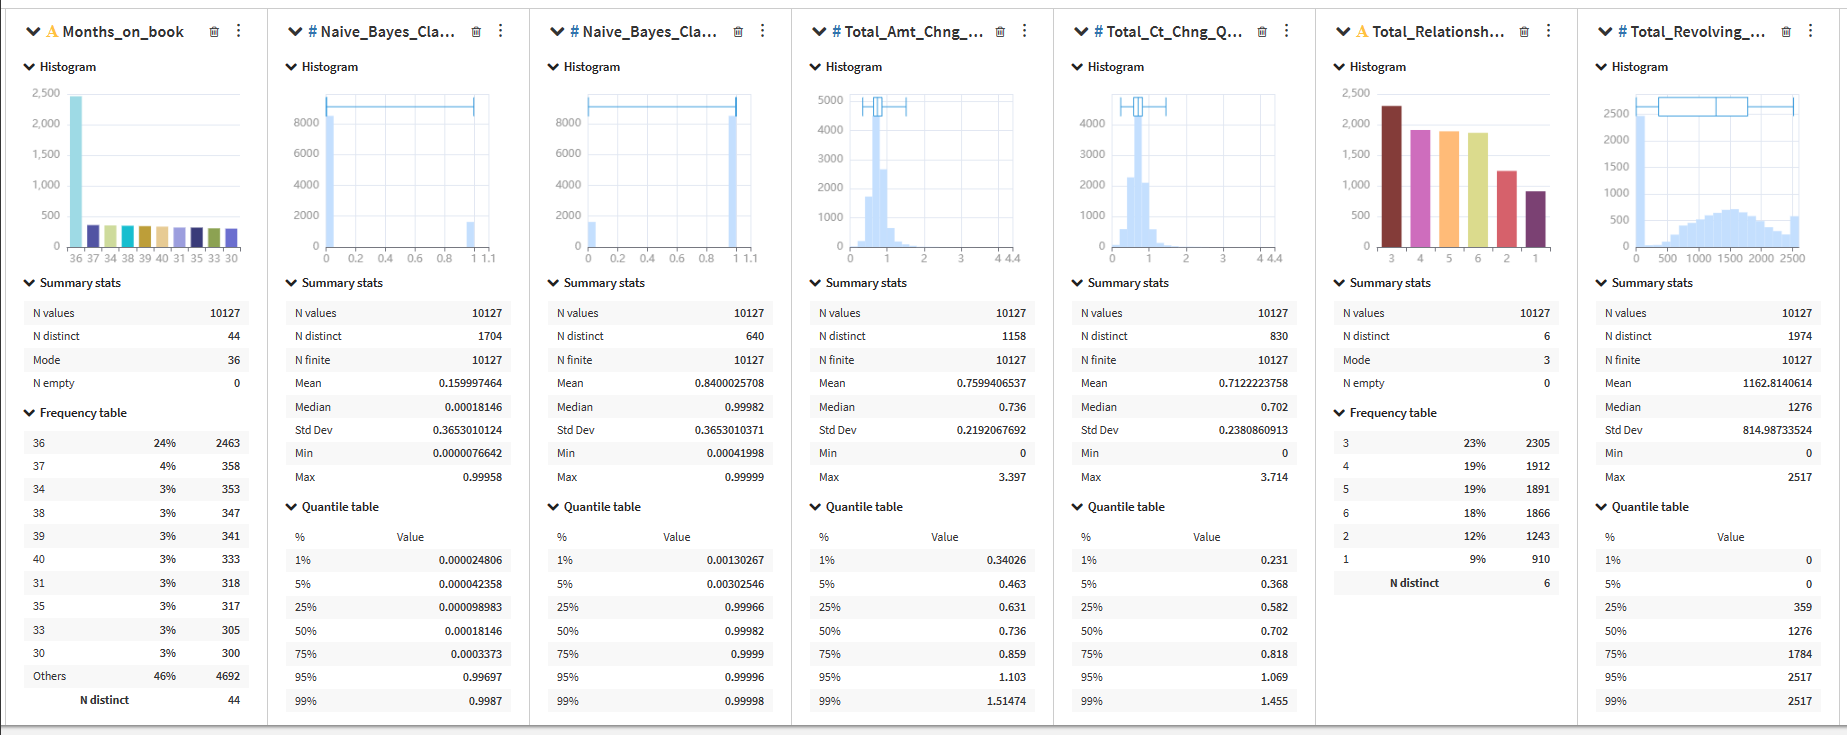 A Months_on_book
Histogram
2,500
2,000
1,500
1,000
500
0
36 37 34 38 39 40 31 35 33 30
Summary stats
N values 10127
N distinct 44
Mode 36
N empty 0
Frequency table
36 24% 2463
37 4% 358
34 3% 353
38 3% 347
39 3% 341
40 3% 333
31 3% 318
35 3% 317
33 3% 305
30 3% 300
Others 46% 4692
N distinct 44
# Naive_Bayes_Cla...
Histogram
8000
6000
4000
2000
0
0 0.2 0.4 0.6 0.8 1 1.1
Summary stats
N values 10127
N distinct 1704
N finite 10127
Mean 0.159997464
Median 0.00018146
Std Dev 0.3653010124
Min 0.0000076642
Max 0.99958
Quantile table
% Value
1% 0.000024806
5% 0.000042358
25% 0.000098983
50% 0.00018146
75% 0.0003373
95% 0.99697
99% 0.9987
# Naive_Bayes_Cla...
Histogram
8000
6000
4000
2000
0
0 0.2 0.4 0.6 0.8 1 1.1
Summary stats
N values 10127
N distinct 640
N finite 10127
Mean 0.8400025708
Median 0.99982
Std Dev 0.3653010371
Min 0.00041998
Max 0.99999
Quantile table
% Value
1% 0.00130267
5% 0.00302546
25% 0.99966
50% 0.99982
75% 0.9999
95% 0.99996
99% 0.99998
# Total_Amt_Chng_...
Histogram
5000
4000
3000
2000
1000
0
0 1 2 3 4 4.4
Summary stats
N values 10127
N distinct 1158
N finite 10127
Mean 0.7599406537
Median 0.736
Std Dev 0.2192067692
Min 0
Max 3.397
Quantile table
% Value
1% 0.34026
5% 0.463
25% 0.631
50% 0.736
75% 0.859
95% 1.103
99% 1.51474
# Total_Ct_Chng_Q...
Histogram
4000
3000
2000
1000
0
0 1 2 3 4 4.4
Summary stats
N values 10127
N distinct 830
N finite 10127
Mean 0.7122223758
Median 0.702
Std Dev 0.2380860913
Min 0
Max 3.714
Quantile table
% Value
1% 0.231
5% 0.368
25% 0.582
50% 0.702
75% 0.818
95% 1.069
99% 1.455
A Total_Relationsh...
Histogram
2,500
2,000
1,500
1,000
500
0
3 4 5 6 2 1
Summary stats
N values 10127
N distinct 6
Mode 3
N empty 0
Frequency table
3 23% 2305
4 19% 1912
5 19% 1891
6 18% 1866
2 12% 1243
1 9% 910
N distinct 6
# Total_Revolving_...
Histogram
2500
2000
1500
1000
500
0
0 500 1000 1500 2000 2500
Summary stats
N values 10127
N distinct 1974
N finite 10127
Mean 1162.8140614
Median 1276
Std Dev 814.98733524
Min 0
Max 2517
Quantile table
% Value
1% 0
5% 0
25% 359
50% 1276
75% 1784
95% 2517
99% 2517